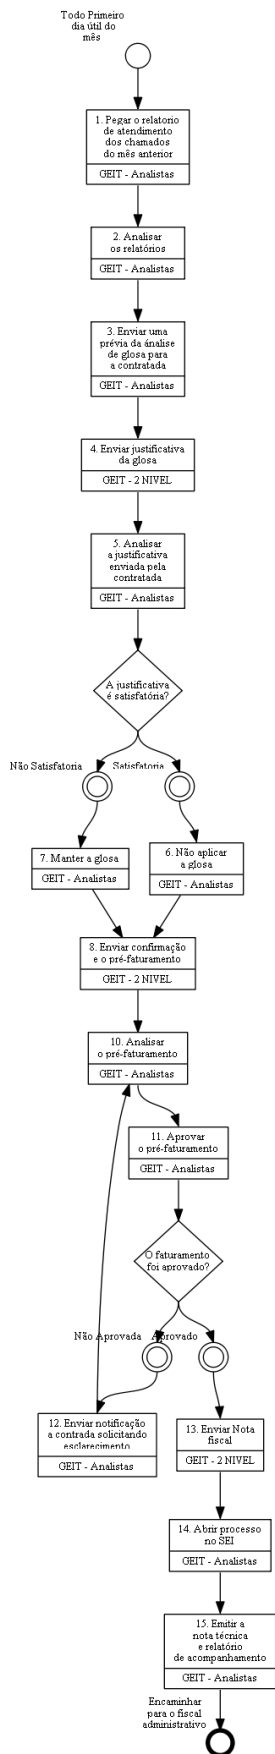 Todo Primeiro
dia útil do
mês
1. Pegar o relatorio
de atendimento
dos chamados
do mês anterior
GEIT - Analistas
2. Analisar
os relatórios
GEIT - Analistas
3. Enviar uma
prévia da ánalise
de glosa para
a contratada
GEIT - Analistas
4. Enviar justificativa
da glosa
GEIT - 2 NIVEL
5. Analisar
a justificativa
enviada pela
contratada
GEIT - Analistas
A justificativa
é satisfatória?
Não Satisfatoria
Satisfatoria
7. Manter a glosa
GEIT - Analistas
6. Não aplicar
a glosa
GEIT - Analistas
8. Enviar confirmação
e o pré-faturamento
GEIT - 2 NIVEL
10. Analisar
o pré-faturamento
GEIT - Analistas
11. Aprovar
o pré-faturamento
GEIT - Analistas
O faturamento
foi aprovado?
Não Aprovada
Aprovado
12. Enviar notificação
a contrada solicitando
esclarecimento
GEIT - Analistas
13. Enviar Nota
fiscal
GEIT - 2 NIVEL
14. Abrir processo
no SEI
GEIT - Analistas
15. Emitir a
nota técnica
e relatório
de acompanhamento
GEIT - Analistas
Encaminhar
para o fiscal
administrativo